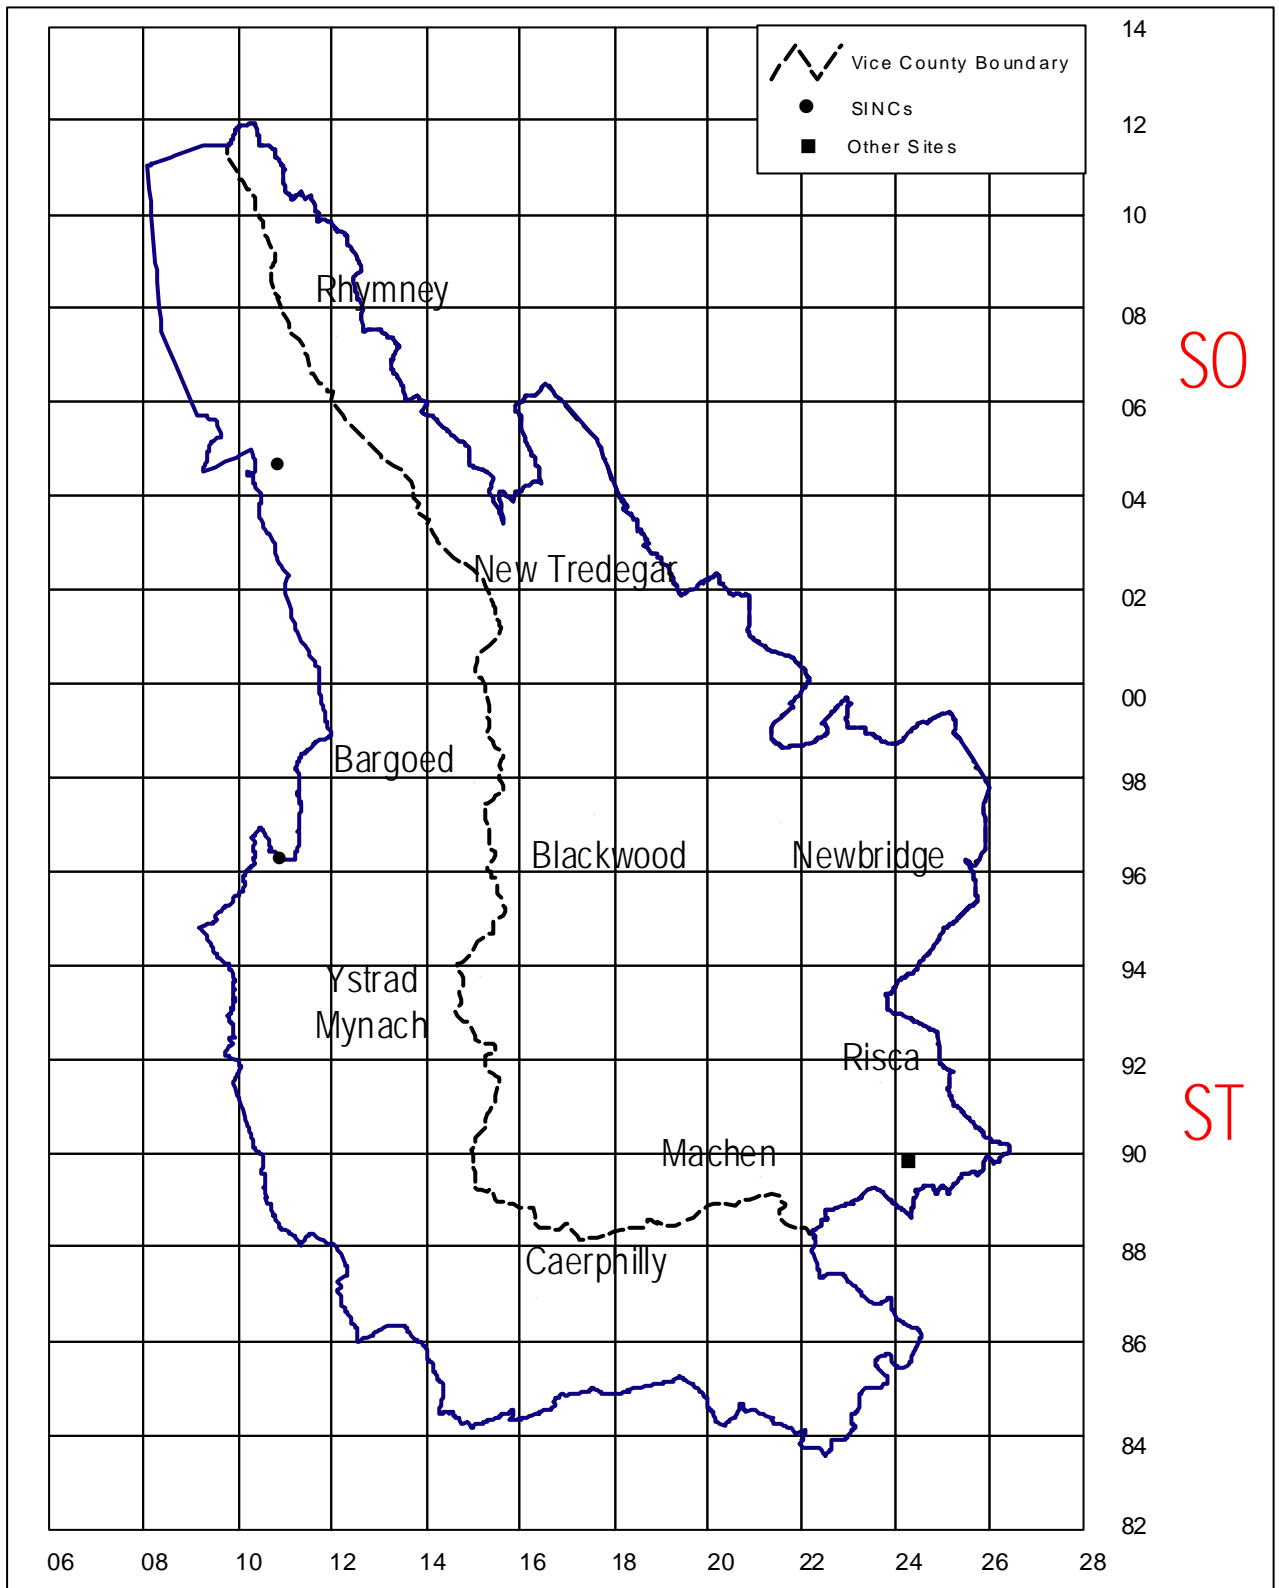 14
Vice County Boundary
SINCs
Other Sites
12
10
Rhymney
08
SO
06
04
New Tredegar
02
00
Bargoed
98
Blackwood
Newbridge
96
Ystrad
Mynach
94
Risca
92
ST
Machen
90
Caerphilly
88
86
84
82
06 08 10 12 14 16 18 20 22 24 26 28